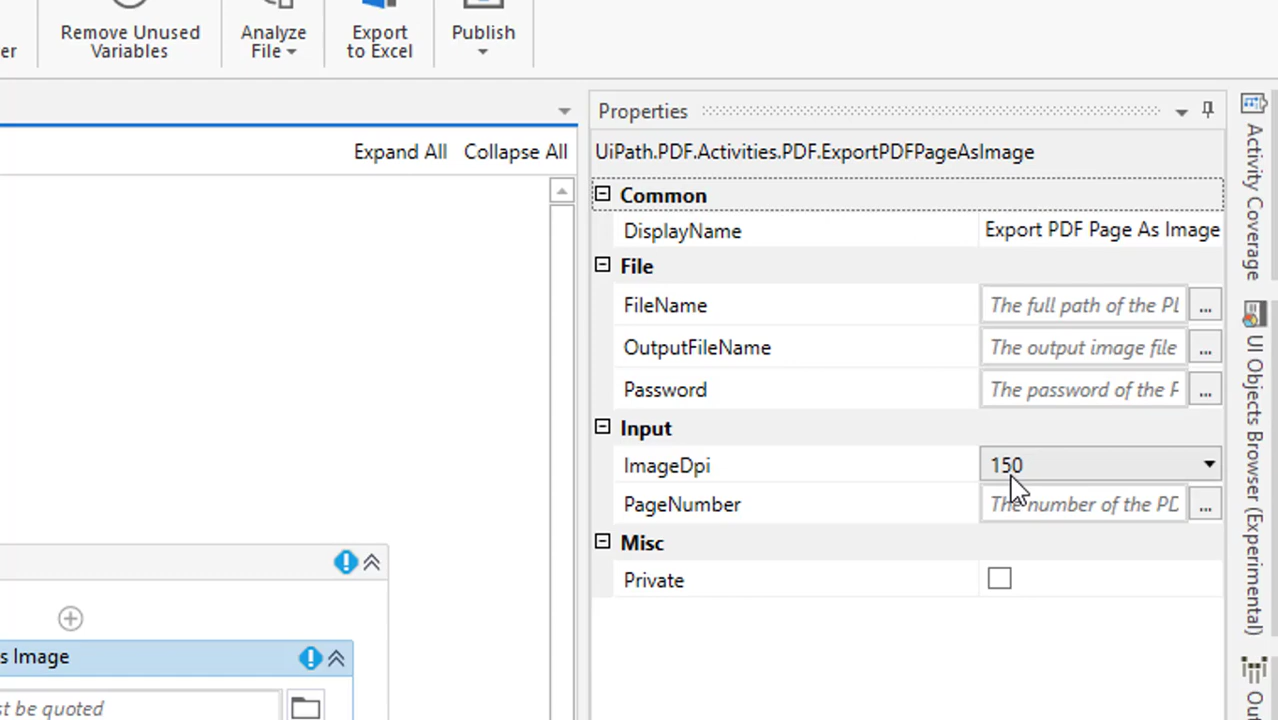 er
Remove Unused
Variables
Analyze
File
Export
to Excel
Publish
Expand All Collapse All
s Image
st be quoted
Properties
UiPath.PDF.Activities.PDF.ExportPDFPageAsImage
Common
DisplayName Export PDF Page As Image
File
FileName The full path of the
OutputFileName The output image file
Password The password of the
Input
ImageDpi 150
PageNumber The number of the
Misc
Private
Activity Coverage
UI Objects Browser (Experimental)